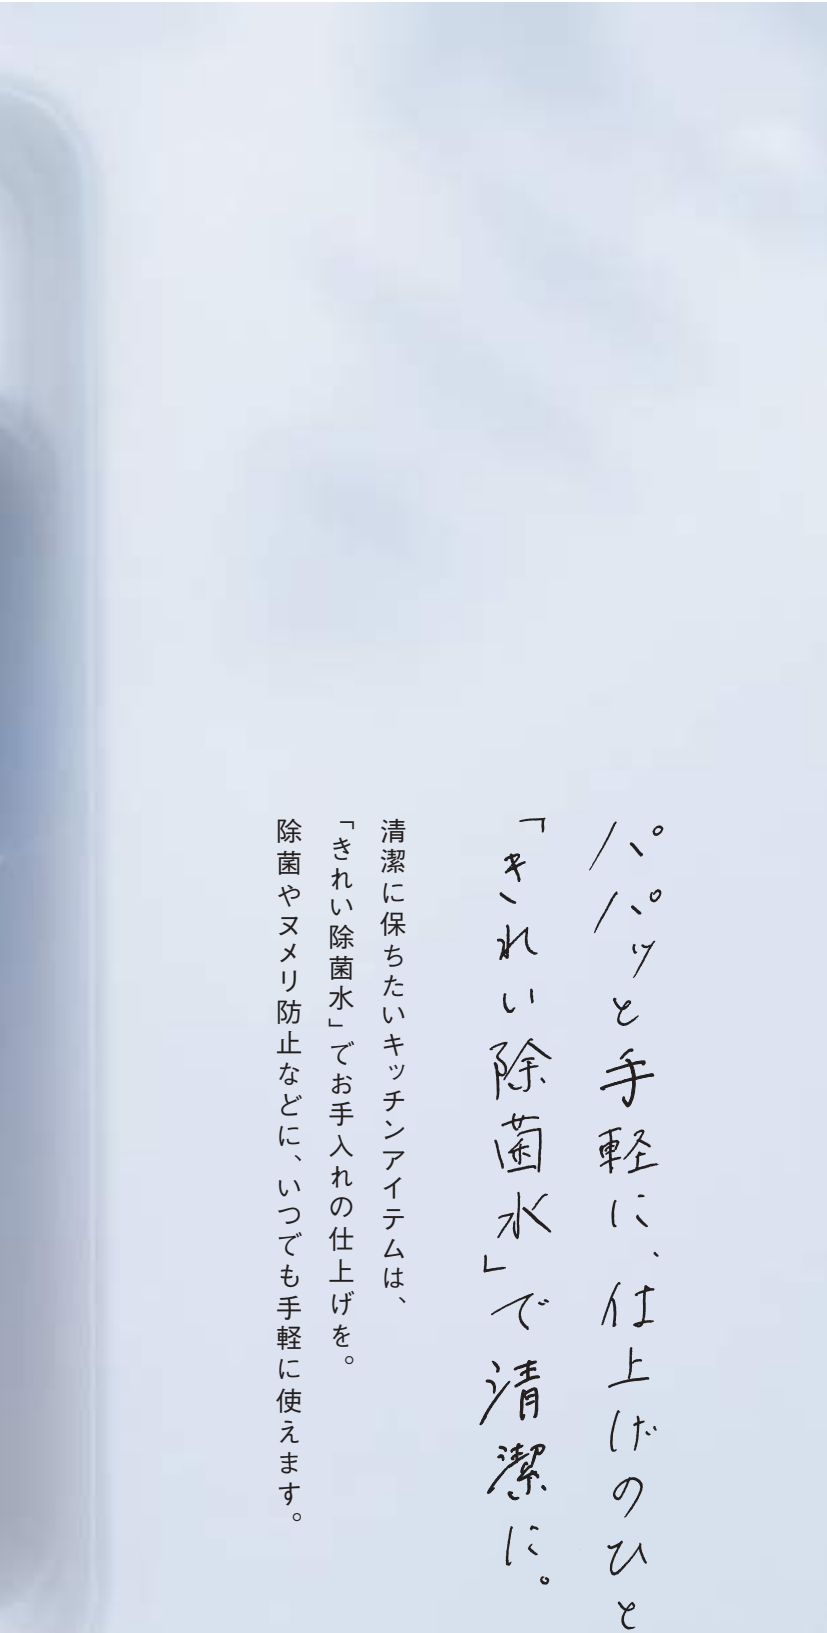 パパッと手軽に、仕上げのひと
「きれい除菌水」で清潔に。
清潔に保ちたいキッチンアイテムは、
「きれい除菌水」でお手入れの仕上げを。
除菌やヌメリ防止などに、いつでも手軽に使えます。